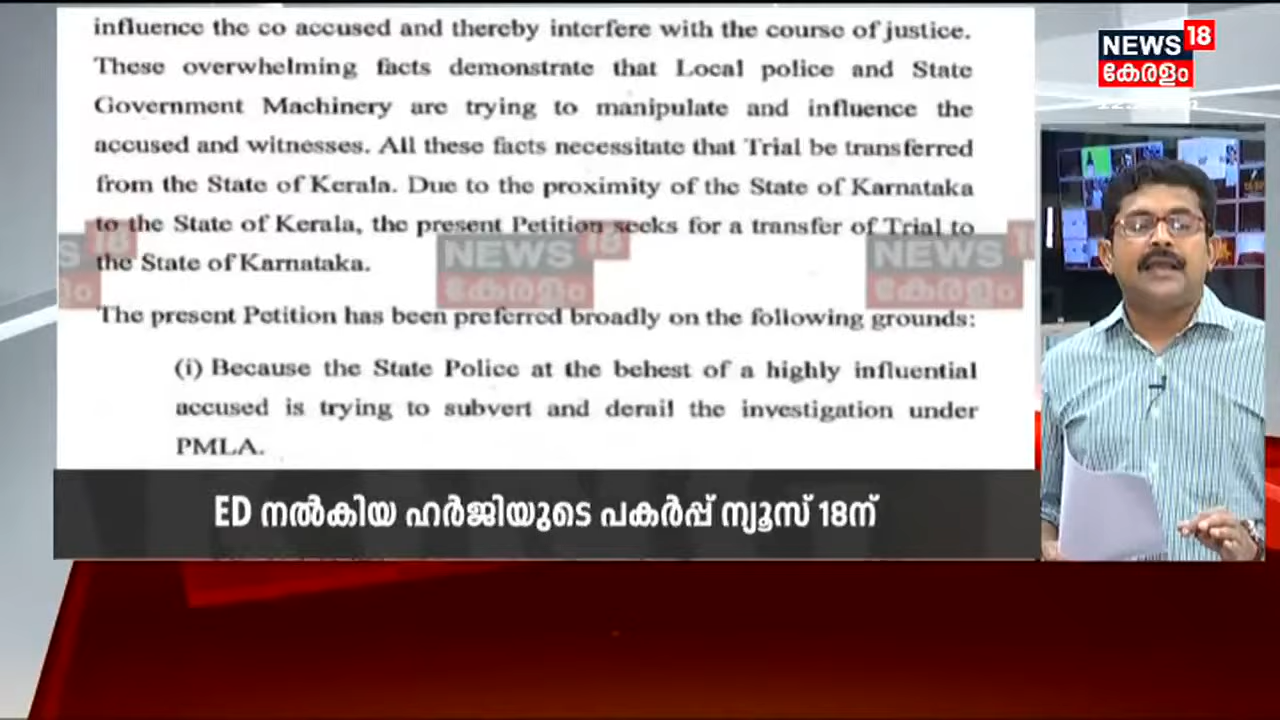 influence the co accused and thereby interfere with the course of justice.
These overwhelming facts demonstrate that Local police and State
Government Machinery are trying to manipulate and influence the
accused and witnesses. All these facts necessitate that Trial be transferred
from the State of Kerala. Due to the proximity of the State of Karnataka
to the State of Kerala, the present Petition seeks for a transfer of Trial to
the State of Karnataka.
The present Petition has been preferred broadly on the following grounds:
(i) Because the State Police at the behest of a highly influential
accused is trying to subvert and derail the investigation under
PMLA.
ED നൽകിയ ഹർജിയുടെ പകർപ്പ് ന്യൂസ് 18ന്
NEWS 18
കേരളം
NEWS 18
കേരളം
NEWS
കേരളം